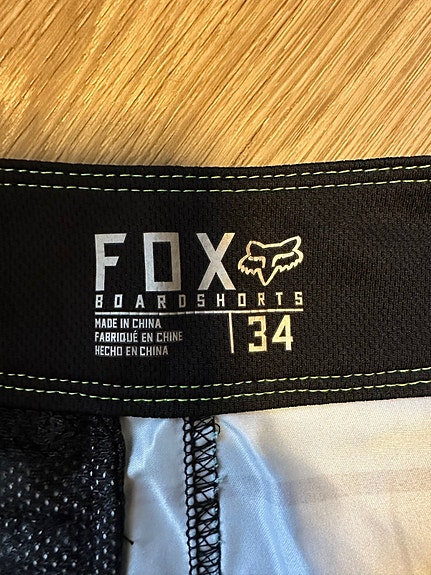 FOX
BOARDSHORTS
MADE IN CHINA
FABRIQUÉ EN CHINE
HECHO EN CHINA
34